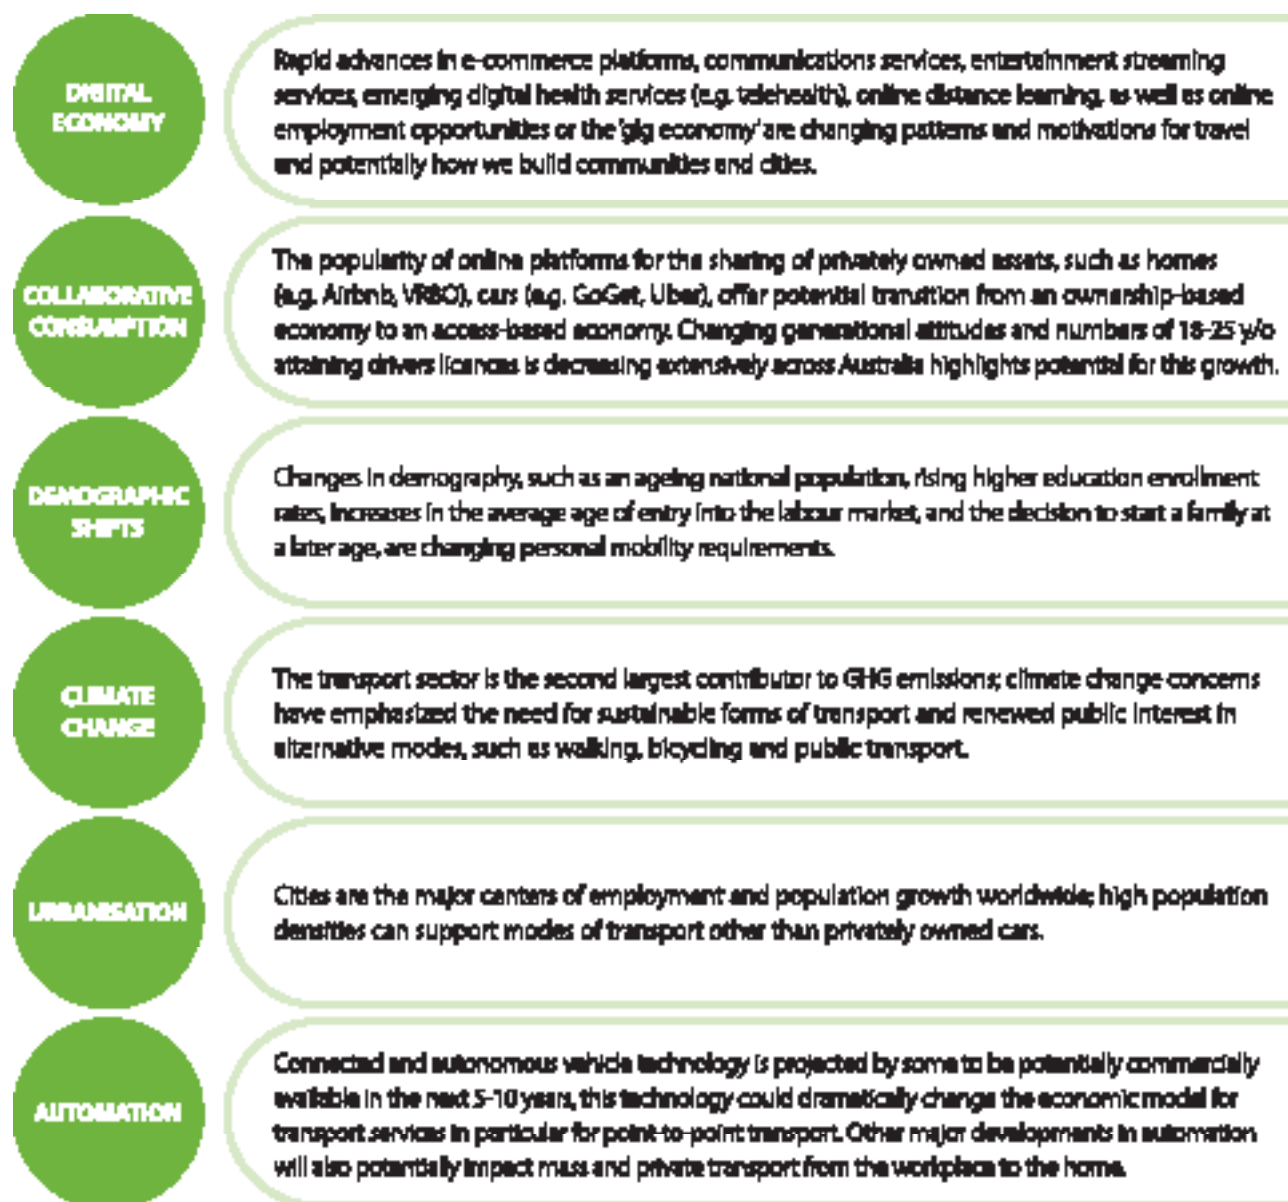 DIGITAL
ECONOMY
Rapid advances in e-commerce platforms, communications services, entertainment streaming
services, emerging digital health services (e.g. telehealth), online distance learning, as well as online
employment opportunities or the 'gig economy' are changing patterns and motivations for travel
and potentially how we build communities and cities.
COLLABORATIVE
CONSUMPTION
The popularity of online platforms for the sharing of privately owned assets, such as homes
(e.g. Airbnb, VRBO), cars (e.g. GoGet, Uber), offer potential transition from an ownership-based
economy to an access-based economy. Changing generational attitudes and numbers of 18-25 y/o
attaining drivers licances is decreasing extensively across Australia highlights potential for this growth.
DEMOGRAPHIC
SHIFTS
Changes in demography, such as an ageing national population, rising higher education enrollment
rates, increases in the average age of entry into the labour market, and the decision to start a family at
a later age, are changing personal mobility requirements.
CLIMATE
CHANGE
The transport sector is the second largest contributor to GHG emissions; climate change concerns
have emphasized the need for sustainable forms of transport and renewed public interest in
alternative modes, such as walking, bicycling and public transport.
URBANISATION
Cities are the major centers of employment and population growth worldwide; high population
densities can support modes of transport other than privately owned cars.
AUTOMATION
Connected and autonomous vehicle technology is projected by some to be potentially commercially
available in the next 5-10 years, this technology could dramatically change the economic model for
transport services in particular for point-to-point transport. Other major developments in automation
will also potentially impact mass and private transport from the workplace to the home.